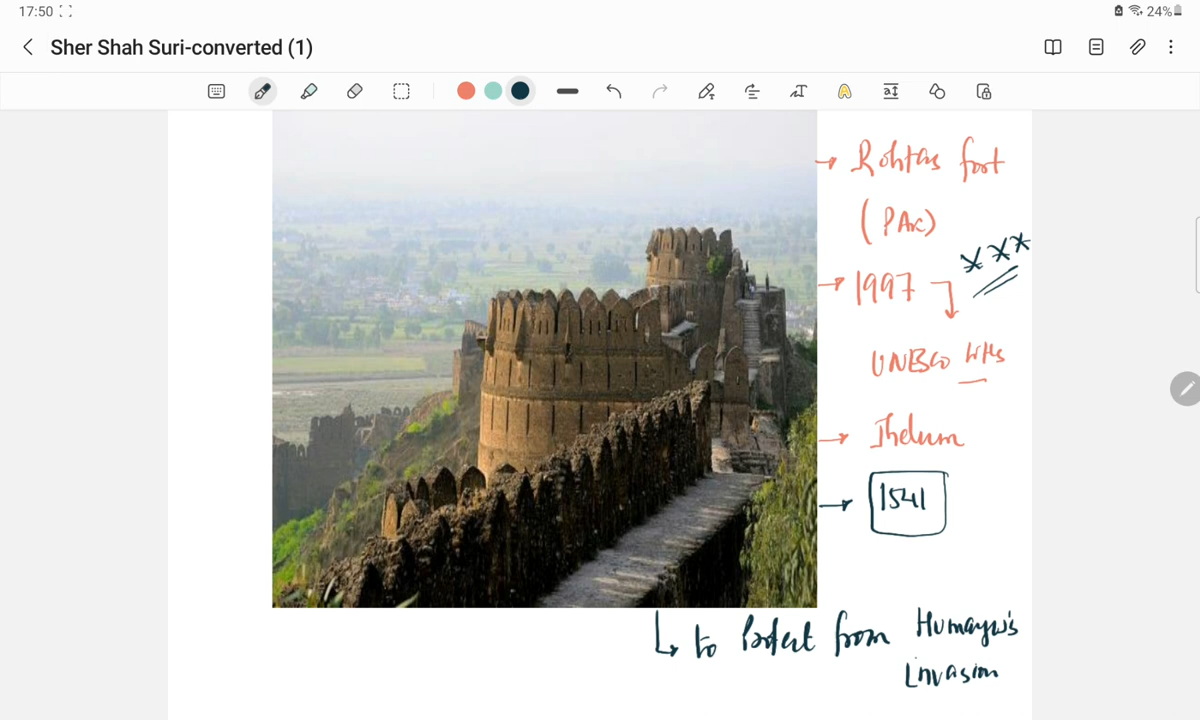 17:50
24%
Sher Shah Suri-converted (1)
→ Rohtas fort
(PAK)
→ 1997
***
UNESCO WHs
→ Jhelum
→ 1541
↳ to Protect from Humayun's
Invasion